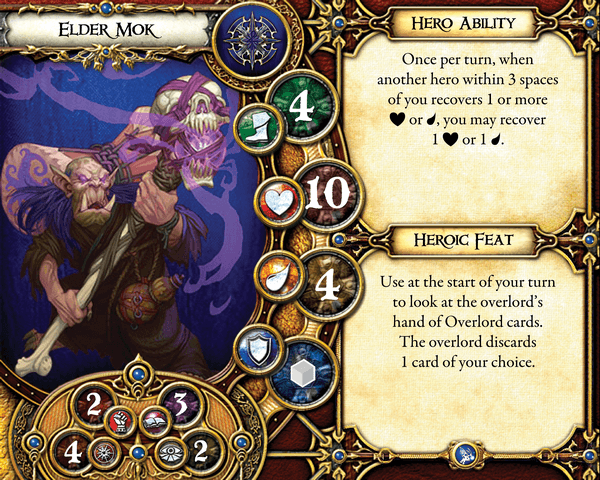 Elder Mok
4
10
4
2
3
4
2
Hero Ability
Once per turn, when
another hero within 3 spaces
of you recovers 1 or more
♥ or 💧, you may recover
1 ♥ or 1 💧.
Heroic Feat
Use at the start of your turn
to look at the overlord's
hand of Overlord cards.
The overlord discards
1 card of your choice.